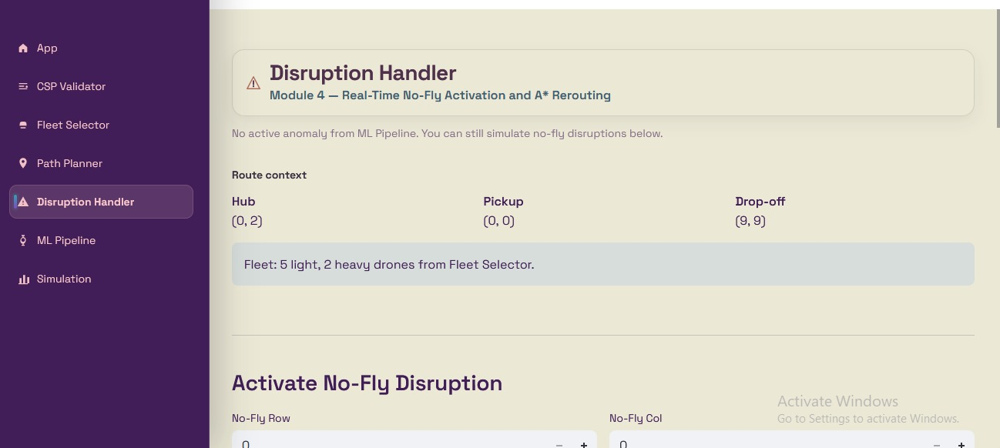 App
CSP Validator
Fleet Selector
Path Planner
Disruption Handler
ML Pipeline
Simulation
Disruption Handler
Module 4 — Real-Time No-Fly Activation and A* Rerouting
No active anomaly from ML Pipeline. You can still simulate no-fly disruptions below.
Route context
Hub Pickup Drop-off
(0, 2) (0, 0) (9, 9)
Fleet: 5 light, 2 heavy drones from Fleet Selector.
Activate No-Fly Disruption
Activate Windows
Go to Settings to activate Windows.
No-Fly Row No-Fly Col
0 − + 0 − +